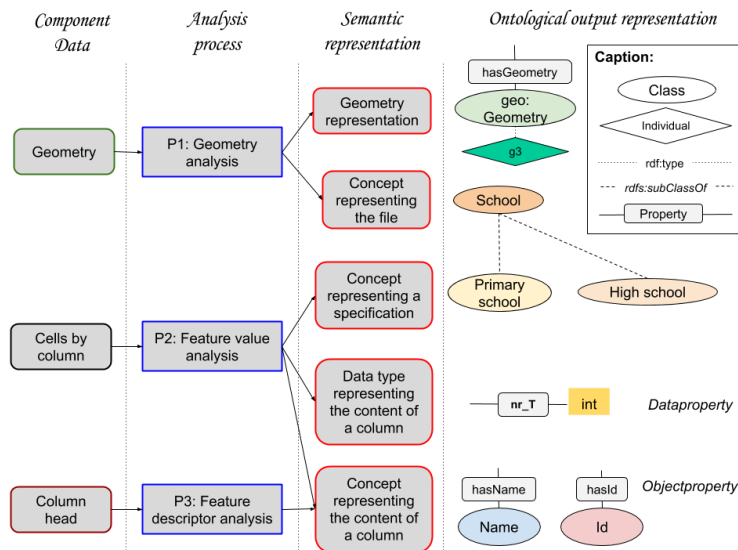 Component
Data
Analysis
process
Semantic
representation
Ontological output representation
Geometry
P1: Geometry
analysis
Geometry
representation
Concept
representing
the file
hasGeometry
geo:
Geometry
g3
School
Primary
school
High school
Caption:
Class
Individual
rdf:type
rdfs:subClassOf
Property
Cells by
column
P2: Feature value
analysis
Concept
representing a
specification
Data type
representing
the content of
a column
nr_T
int
Dataproperty
Column
head
P3: Feature
descriptor analysis
Concept
representing
the content of
a column
hasName
Name
hasId
Id
Objectproperty